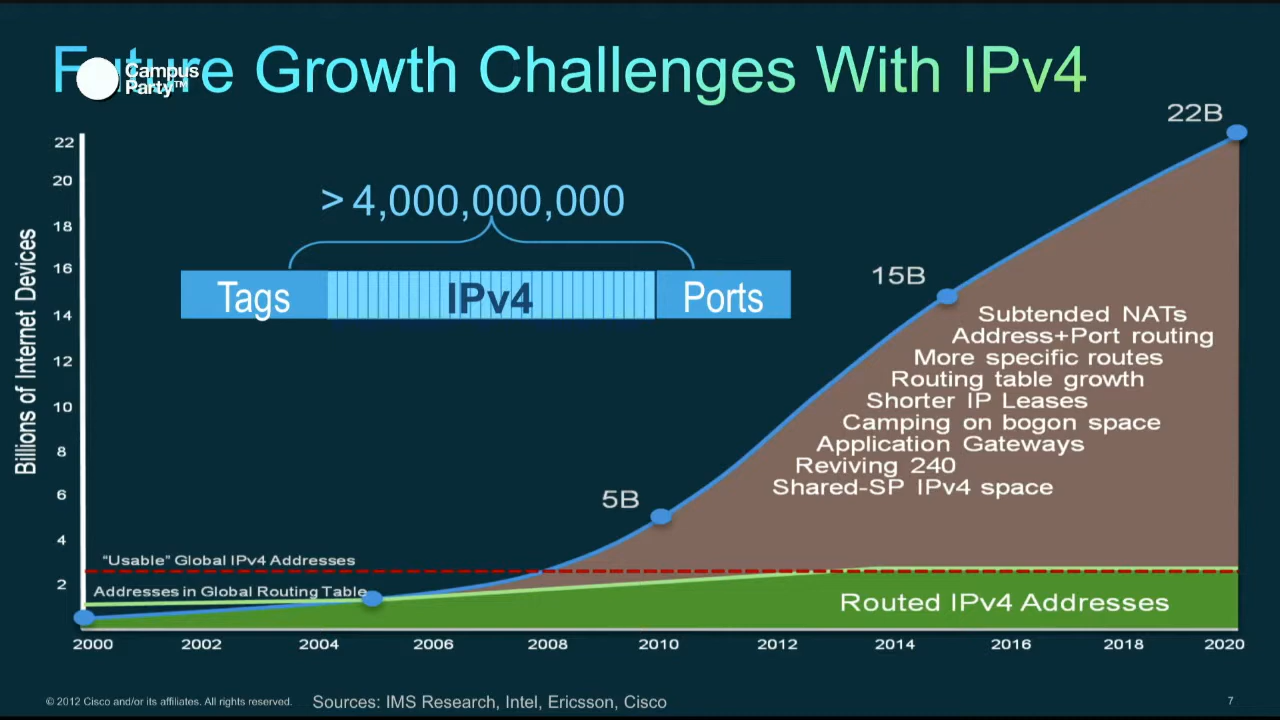 Future Growth Challenges With IPv4
Campus
Party™
22B
22
20
18
16
14
12
10
8
6
4
2
Billions of Internet Devices
> 4,000,000,000
Tags IPv4 Ports
15B
Subtended NATs
Address+Port routing
More specific routes
Routing table growth
Shorter IP Leases
Camping on bogon space
Application Gateways
Reviving 240
Shared-SP IPv4 space
5B
“Usable” Global IPv4 Addresses
Addresses in Global Routing Table
Routed IPv4 Addresses
2000 2002 2004 2006 2008 2010 2012 2014 2016 2018 2020
© 2012 Cisco and/or its affiliates. All rights reserved.
Sources: IMS Research, Intel, Ericsson, Cisco
7